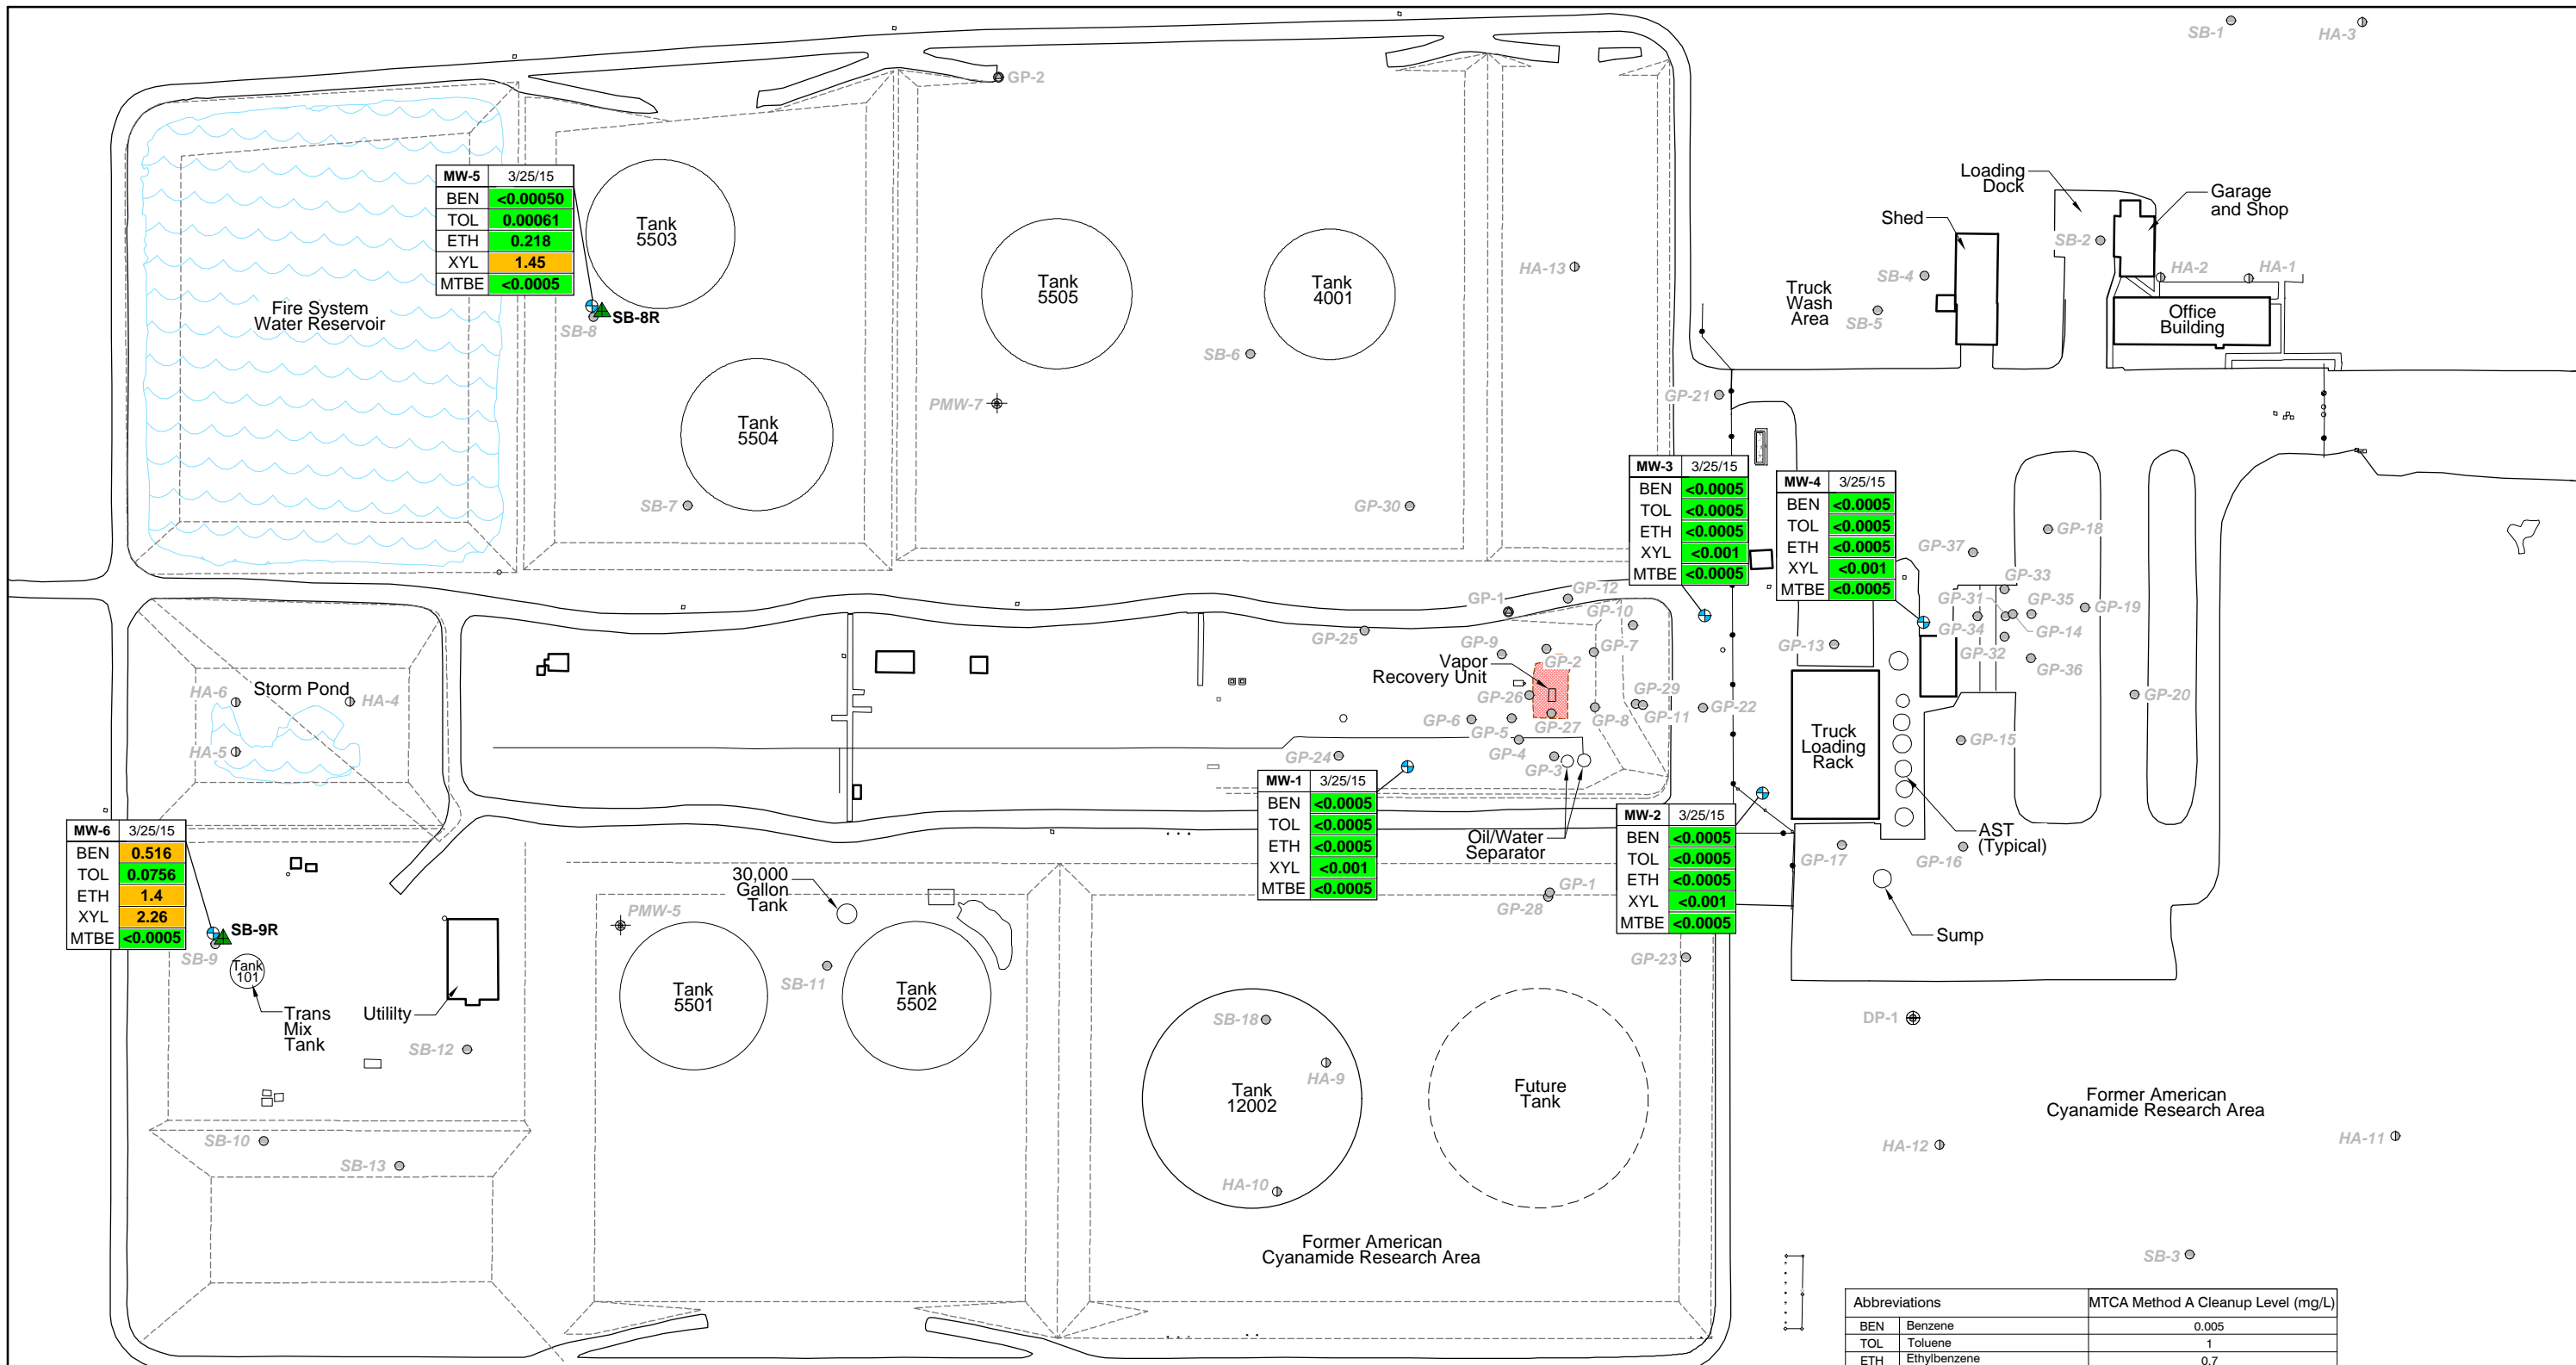 SB-1
HA-3
GP-2
MW-5 3/25/15
BEN <0.00050
TOL 0.00061
ETH 0.218
XYL 1.45
MTBE <0.0005
Tank
5503
SB-8R
SB-8
Fire System
Water Reservoir
Tank
5504
SB-7
Tank
5505
Tank
4001
HA-13
SB-6
PMW-7
GP-30
Loading
Dock
Garage
and Shop
Shed
SB-2
SB-4
HA-2
HA-1
Truck
Wash
Area
SB-5
Office
Building
GP-21
MW-3 3/25/15
BEN <0.0005
TOL <0.0005
ETH <0.0005
XYL <0.001
MTBE <0.0005
MW-4 3/25/15
BEN <0.0005
TOL <0.0005
ETH <0.0005
XYL <0.001
MTBE <0.0005
GP-18
GP-37
GP-33
GP-31
GP-35
GP-19
GP-34
GP-14
GP-32
GP-36
GP-13
GP-20
GP-12
GP-1
GP-10
GP-25
GP-9
GP-7
GP-2
Vapor
Recovery Unit
GP-26
GP-29
GP-6
GP-5
GP-27
GP-8
GP-11
GP-22
GP-4
GP-24
GP-3
Storm Pond
HA-6
HA-4
HA-5
Truck
Loading
Rack
GP-15
AST
(Typical)
GP-17
GP-16
Sump
MW-1 3/25/15
BEN <0.0005
TOL <0.0005
ETH <0.0005
XYL <0.001
MTBE <0.0005
Oil/Water
Separator
MW-2 3/25/15
BEN <0.0005
TOL <0.0005
ETH <0.0005
XYL <0.001
MTBE <0.0005
MW-6 3/25/15
BEN 0.516
TOL 0.0756
ETH 1.4
XYL 2.26
MTBE <0.0005
SB-9R
SB-9
Tank
101
Trans
Mix
Tank
Utililty
SB-12
SB-10
SB-13
30,000
Gallon
Tank
PMW-5
SB-11
Tank
5501
Tank
5502
GP-1
GP-28
GP-23
SB-18
HA-9
Tank
12002
HA-10
Future
Tank
Former American
Cyanamide Research Area
DP-1
Former American
Cyanamide Research Area
HA-12
HA-11
SB-3
Abbreviations MTCA Method A Cleanup Level (mg/L)
BEN Benzene 0.005
TOL Toluene 1
ETH Ethylbenzene 0.7